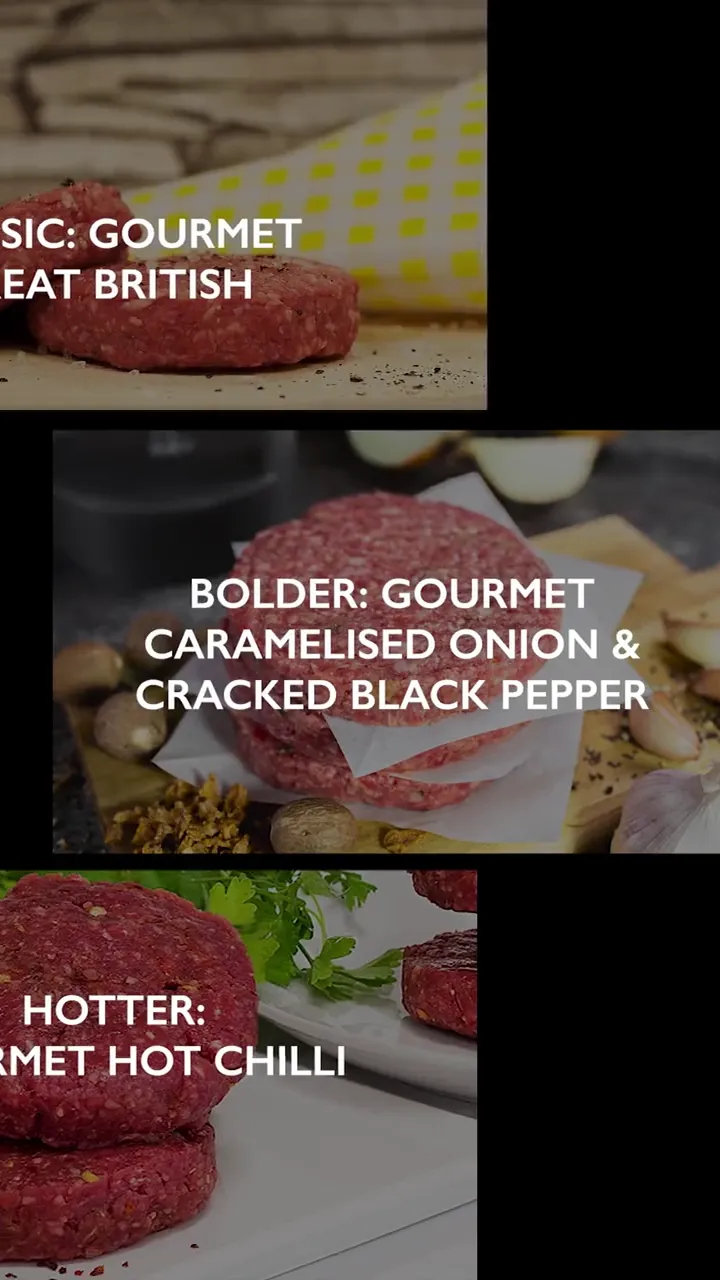 SIC: GOURMET
EAT BRITISH
BOLDER: GOURMET
CARAMELISED ONION &
CRACKED BLACK PEPPER
HOTTER:
RMET HOT CHILLI